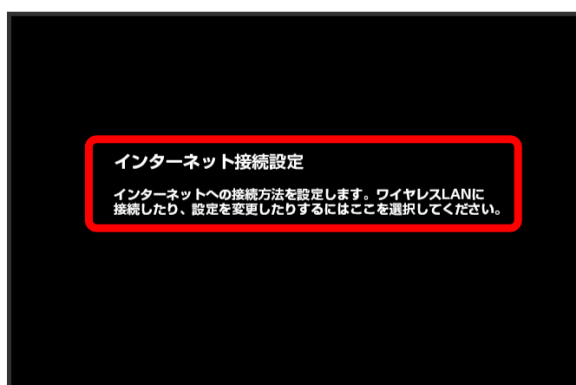 インターネット接続設定
インターネットへの接続方法を設定します。ワイヤレスLANに
接続したり、設定を変更したりするにはここを選択してください。